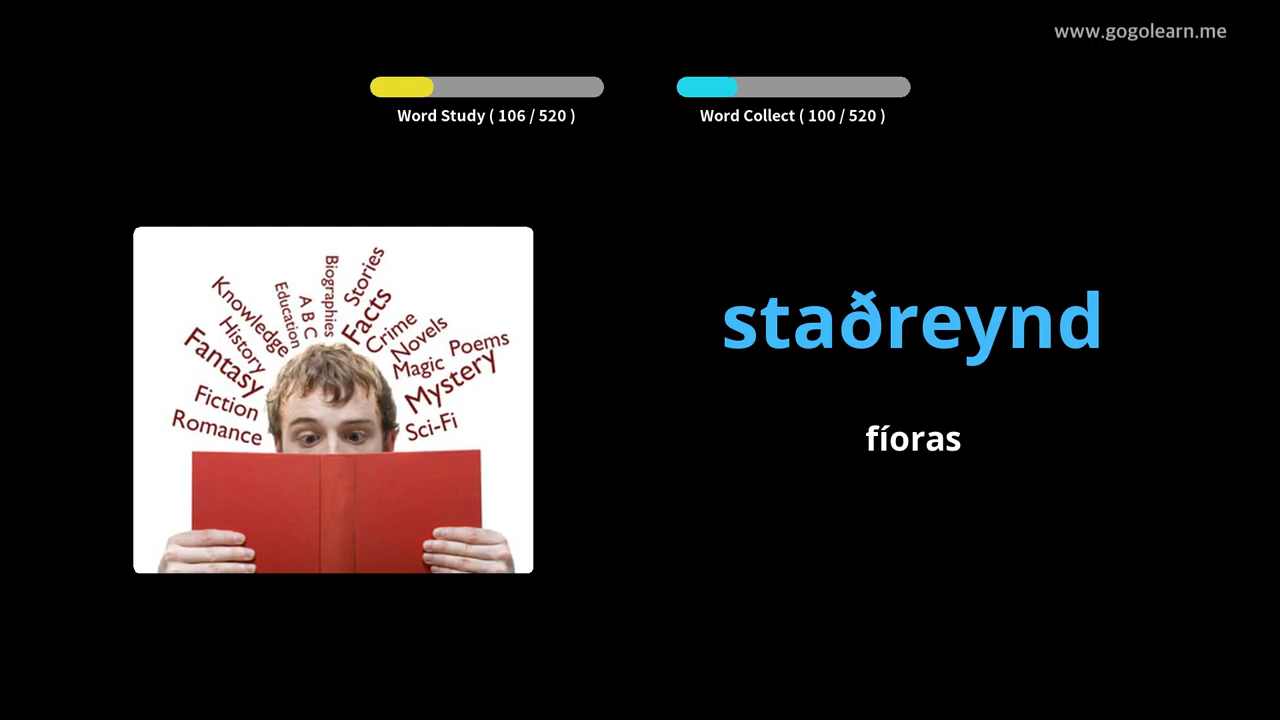 www.gogolearn.me
Word Study ( 106 / 520 )
Word Collect ( 100 / 520 )
Biographies
Stories
Knowledge
Education
A B C
Facts
Crime
History
Novels
Fantasy
Magic
Poems
Mystery
Fiction
Romance
Sci-Fi
staðreynd
fíoras